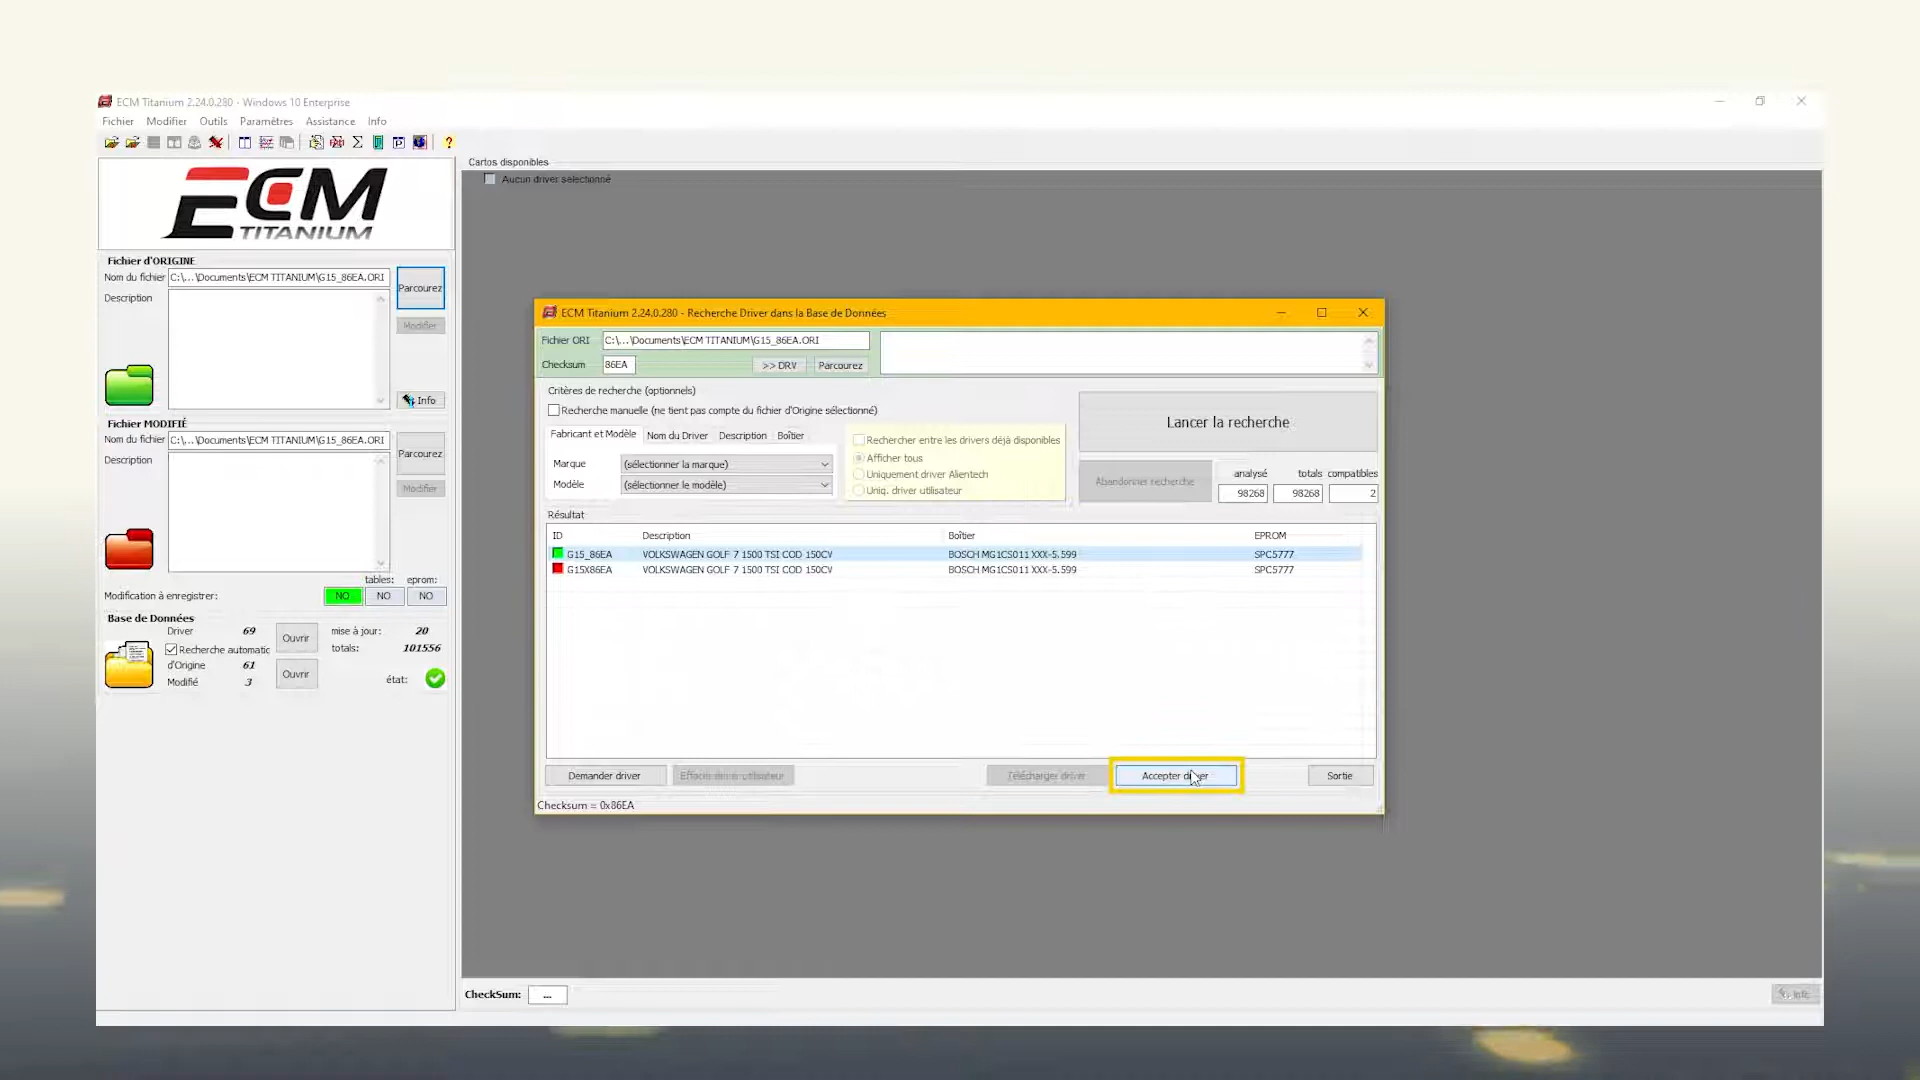 ECM Titanium 2.24.0.280 - Windows 10 Enterprise
Fichier Modifier Outils Paramètres Assistance Info
ECM
TITANIUM
Cartos disponibles
Aucun driver sélectionné
Fichier d'ORIGINE
Nom du fichier C:\...\Documents\ECM TITANIUM\G15_86EA.ORI Parcourez
Description
Modifier
Info
Fichier MODIFIÉ
Nom du fichier C:\...\Documents\ECM TITANIUM\G15_86EA.ORI Parcourez
Description
Modifier
tables: eprom:
Modification à enregistrer: NO NO NO
Base de Données
Driver 69 Ouvrir mise à jour: 20
Recherche automatic totals: 101556
d'Origine 61 Ouvrir
Modifié 3 état:
ECM Titanium 2.24.0.280 - Recherche Driver dans la Base de Données
Fichier ORI C:\...\Documents\ECM TITANIUM\G15_86EA.ORI
Checksum 86EA >> DRV Parcourez
Critères de recherche (optionnels)
Recherche manuelle (ne tient pas compte du fichier d'Origine sélectionné)
Lancer la recherche
Fabricant et Modèle Nom du Driver Description Boîtier
Marque (sélectionner la marque)
Modèle (sélectionner le modèle)
Rechercher entre les drivers déjà disponibles
Afficher tous
Uniquement driver Alientech
Uniq. driver utilisateur
Abandonner recherche
analysé totals compatibles
98268 98268 2
Résultat
ID Description Boîtier EPROM
G15_86EA VOLKSWAGEN GOLF 7 1500 TSI COD 150CV BOSCH MG1CS011 XXX-5.599 SPC5777
G15X86EA VOLKSWAGEN GOLF 7 1500 TSI COD 150CV BOSCH MG1CS011 XXX-5.599 SPC5777
Demander driver Effacer driver utilisateur Télécharger driver Accepter driver Sortie
Checksum = 0x86EA
CheckSum: ... Info